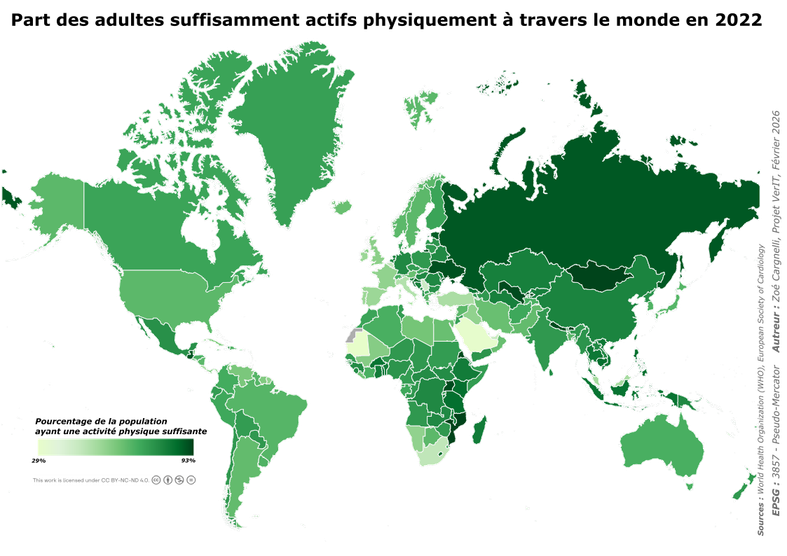 Part des adultes suffisamment actifs physiquement à travers le monde en 2022
Pourcentage de la population
ayant une activité physique suffisante
29%
93%
This work is licensed under CC BY-NC-ND 4.0.
Sources : World Health Organization (WHO), European Society of Cardiology
EPSG : 3857 - Pseudo-Mercator Autreur : Zoé Cargnelli, Projet VerIT, Février 2026